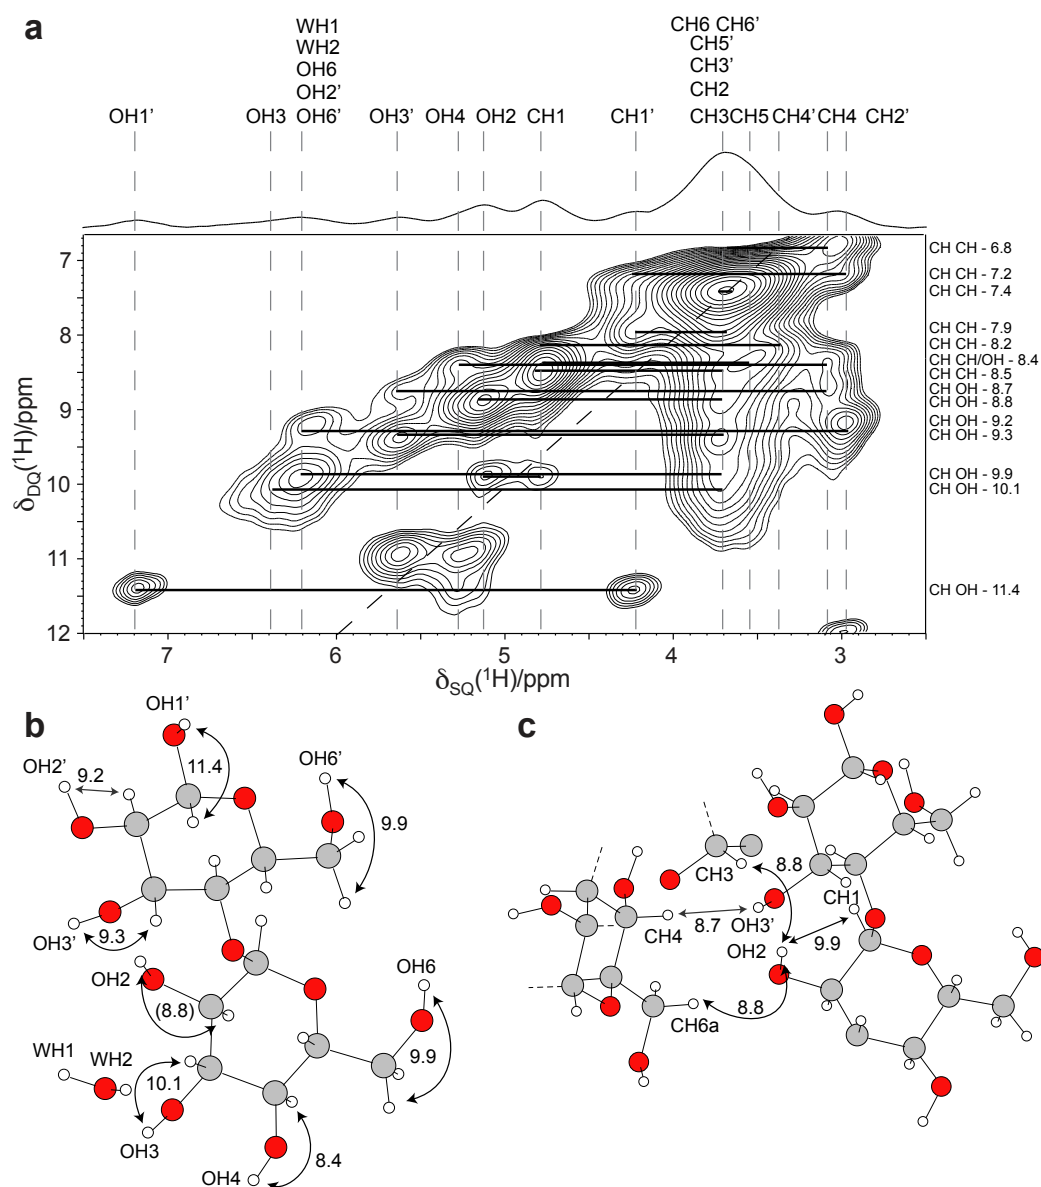 a
CH6 CH6'
WH1
WH2
CH5'
OH6
CH3'
OH2'
CH2
OH1'
OH3
OH6'
OH3'
OH4
OH2
CH1
CH1'
CH3
CH5
CH4'
CH4
CH2'
7
8
9
10
11
12
δDQ(¹H)/ppm
CH CH - 6.8
CH CH - 7.2
CH CH - 7.4
CH CH - 7.9
CH CH - 8.2
CH CH/OH - 8.4
CH CH - 8.5
CH OH - 8.7
CH OH - 8.8
CH OH - 9.2
CH OH - 9.3
CH OH - 9.9
CH OH - 10.1
CH OH - 11.4
7
6
5
4
3
δSQ(¹H)/ppm
b
OH1'
OH2'
9.2
11.4
OH6'
9.9
OH3'
9.3
OH2
(8.8)
OH6
9.9
WH1
WH2
10.1
OH3
OH4
8.4
c
CH3
8.8
CH1
OH3'
CH4
8.7
OH2
9.9
8.8
CH6a